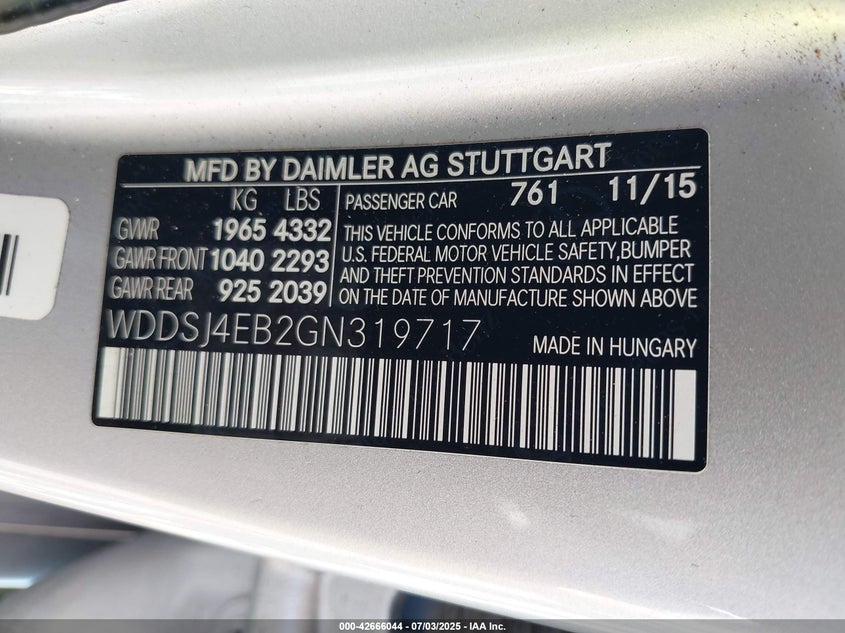 MFD BY DAIMLER AG STUTTGART
KG LBS
GVWR 1965 4332
GAWR FRONT 1040 2293
GAWR REAR 925 2039
PASSENGER CAR 761 11/15
THIS VEHICLE CONFORMS TO ALL APPLICABLE
U.S. FEDERAL MOTOR VEHICLE SAFETY,BUMPER
AND THEFT PREVENTION STANDARDS IN EFFECT
ON THE DATE OF MANUFACTURE SHOWN ABOVE
WDDSJ4EB2GN319717
MADE IN HUNGARY
000-42666044 / 07/03/2025 - IAA Inc.